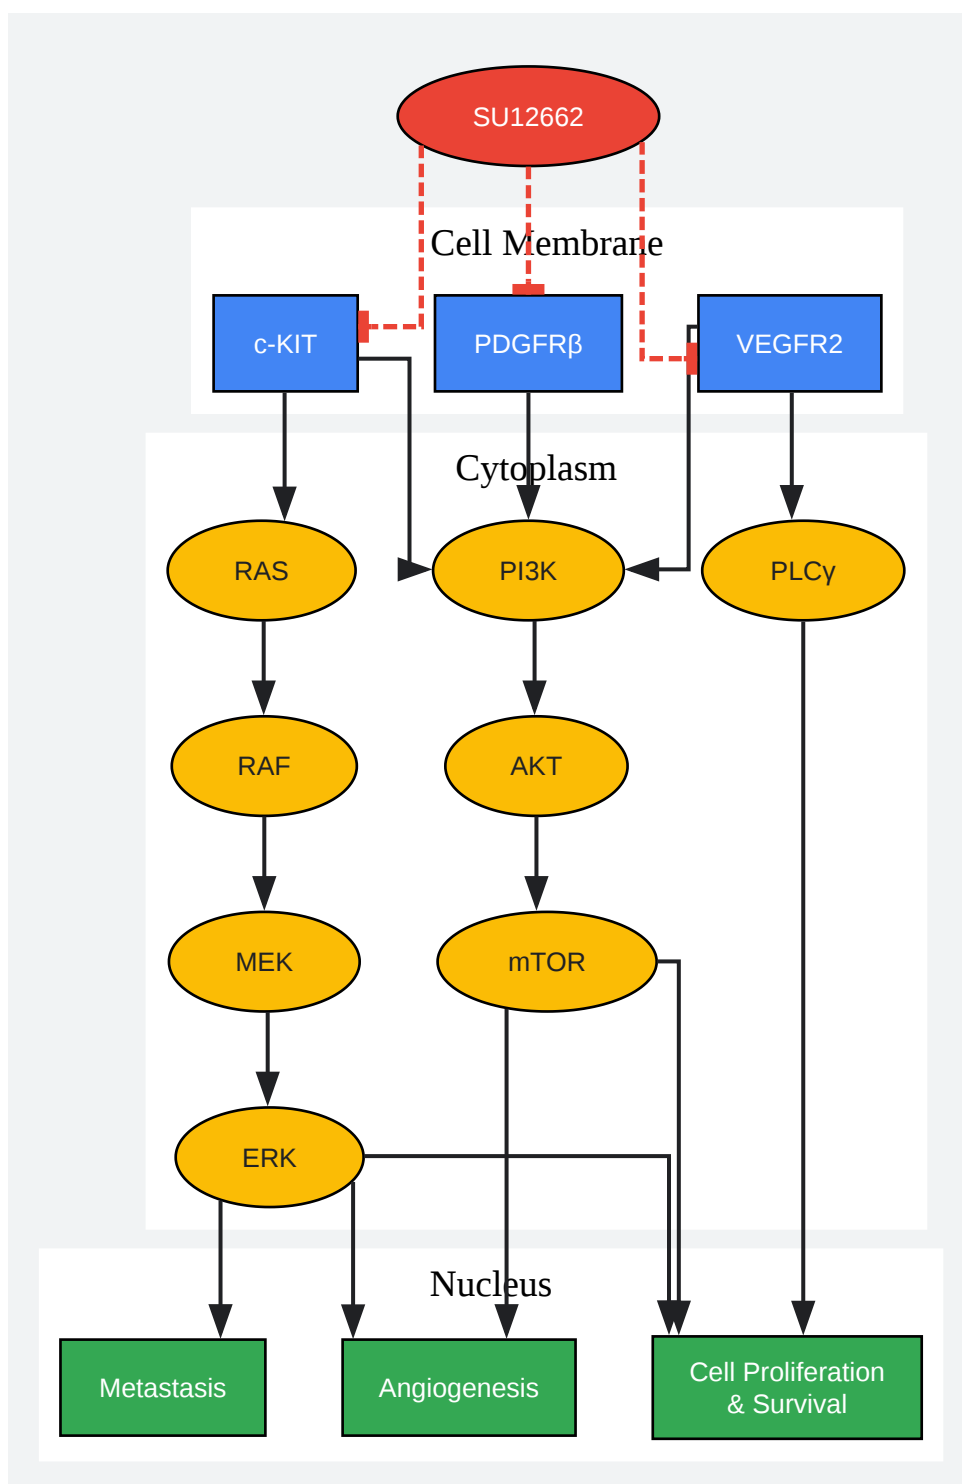 SU12662
Cell Membrane
c-KIT
PDGFRβ
VEGFR2
Cytoplasm
RAS
PI3K
PLCγ
RAF
AKT
MEK
mTOR
ERK
Nucleus
Metastasis
Angiogenesis
Cell Proliferation
& Survival